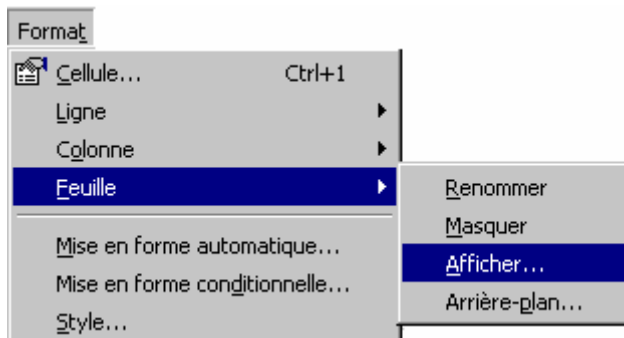 Format
Cellule... Ctrl+1
Ligne
Colonne
Feuille
Renommer
Masquer
Afficher...
Arrière-plan...
Mise en forme automatique...
Mise en forme conditionnelle...
Style...